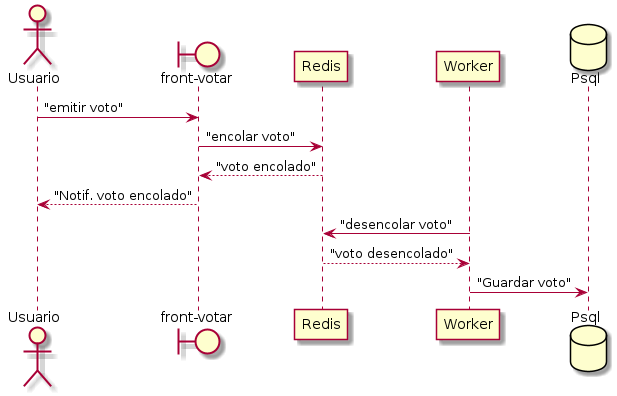 Usuario
front-votar
Redis
Worker
Psql
"emitir voto"
"encolar voto"
"voto encolado"
"Notif. voto encolado"
"desencolar voto"
"voto desencolado"
"Guardar voto"
Usuario
front-votar
Redis
Worker
Psql